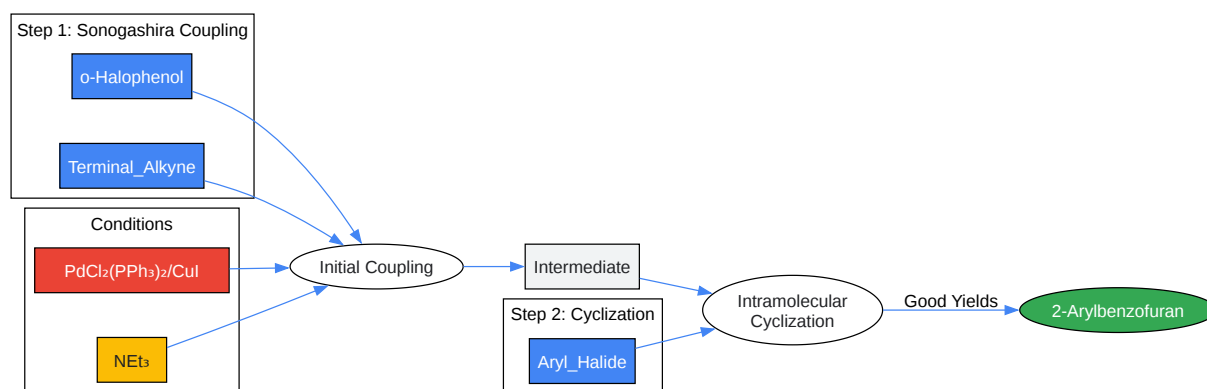 Step 1: Sonogashira Coupling
o-Halophenol
Terminal_Alkyne
Conditions
PdCl₂(PPh₃)₂/CuI
NEt₃
Initial Coupling
Intermediate
Step 2: Cyclization
Aryl_Halide
Intramolecular
Cyclization
Good Yields
2-Arylbenzofuran